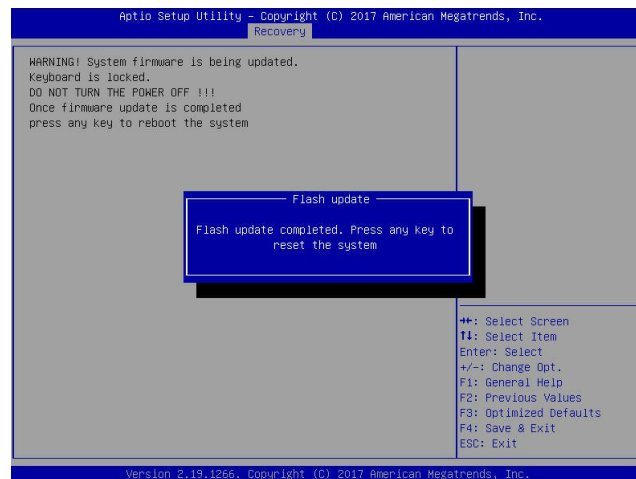 Aptio Setup Utility – Copyright (C) 2017 American Megatrends, Inc.
Recovery
WARNING! System firmware is being updated.
Keyboard is locked.
DO NOT TURN THE POWER OFF !!!
Once firmware update is completed
press any key to reboot the system
Flash update
Flash update completed. Press any key to
reset the system
→←: Select Screen
↑↓: Select Item
Enter: Select
+/-: Change Opt.
F1: General Help
F2: Previous Values
F3: Optimized Defaults
F4: Save & Exit
ESC: Exit
Version 2.19.1266. Copyright (C) 2017 American Megatrends, Inc.